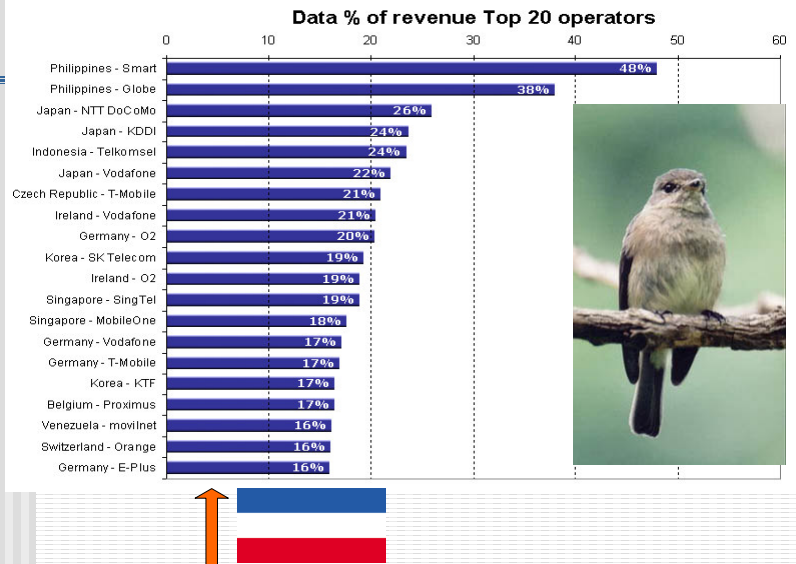 Data % of revenue Top 20 operators
0 10 20 30 40 50 60
Philippines - Smart 48%
Philippines - Globe 38%
Japan - NTT DoCoMo 26%
Japan - KDDI 24%
Indonesia - Telkomsel 24%
Japan - Vodafone 22%
Czech Republic - T-Mobile 21%
Ireland - Vodafone 21%
Germany - O2 20%
Korea - SK Telecom 19%
Ireland - O2 19%
Singapore - SingTel 19%
Singapore - MobileOne 18%
Germany - Vodafone 17%
Germany - T-Mobile 17%
Korea - KTF 17%
Belgium - Proximus 17%
Venezuela - movilnet 16%
Switzerland - Orange 16%
Germany - E-Plus 16%